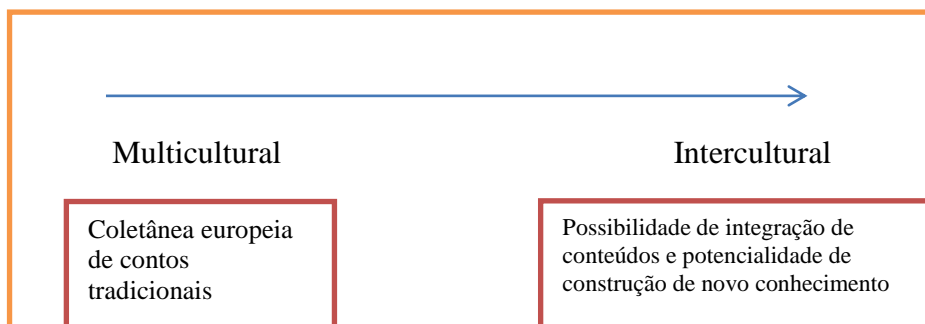 Multicultural
Intercultural
Coletânea europeia
de contos
tradicionais
Possibilidade de integração de
conteúdos e potencialidade de
construção de novo conhecimento